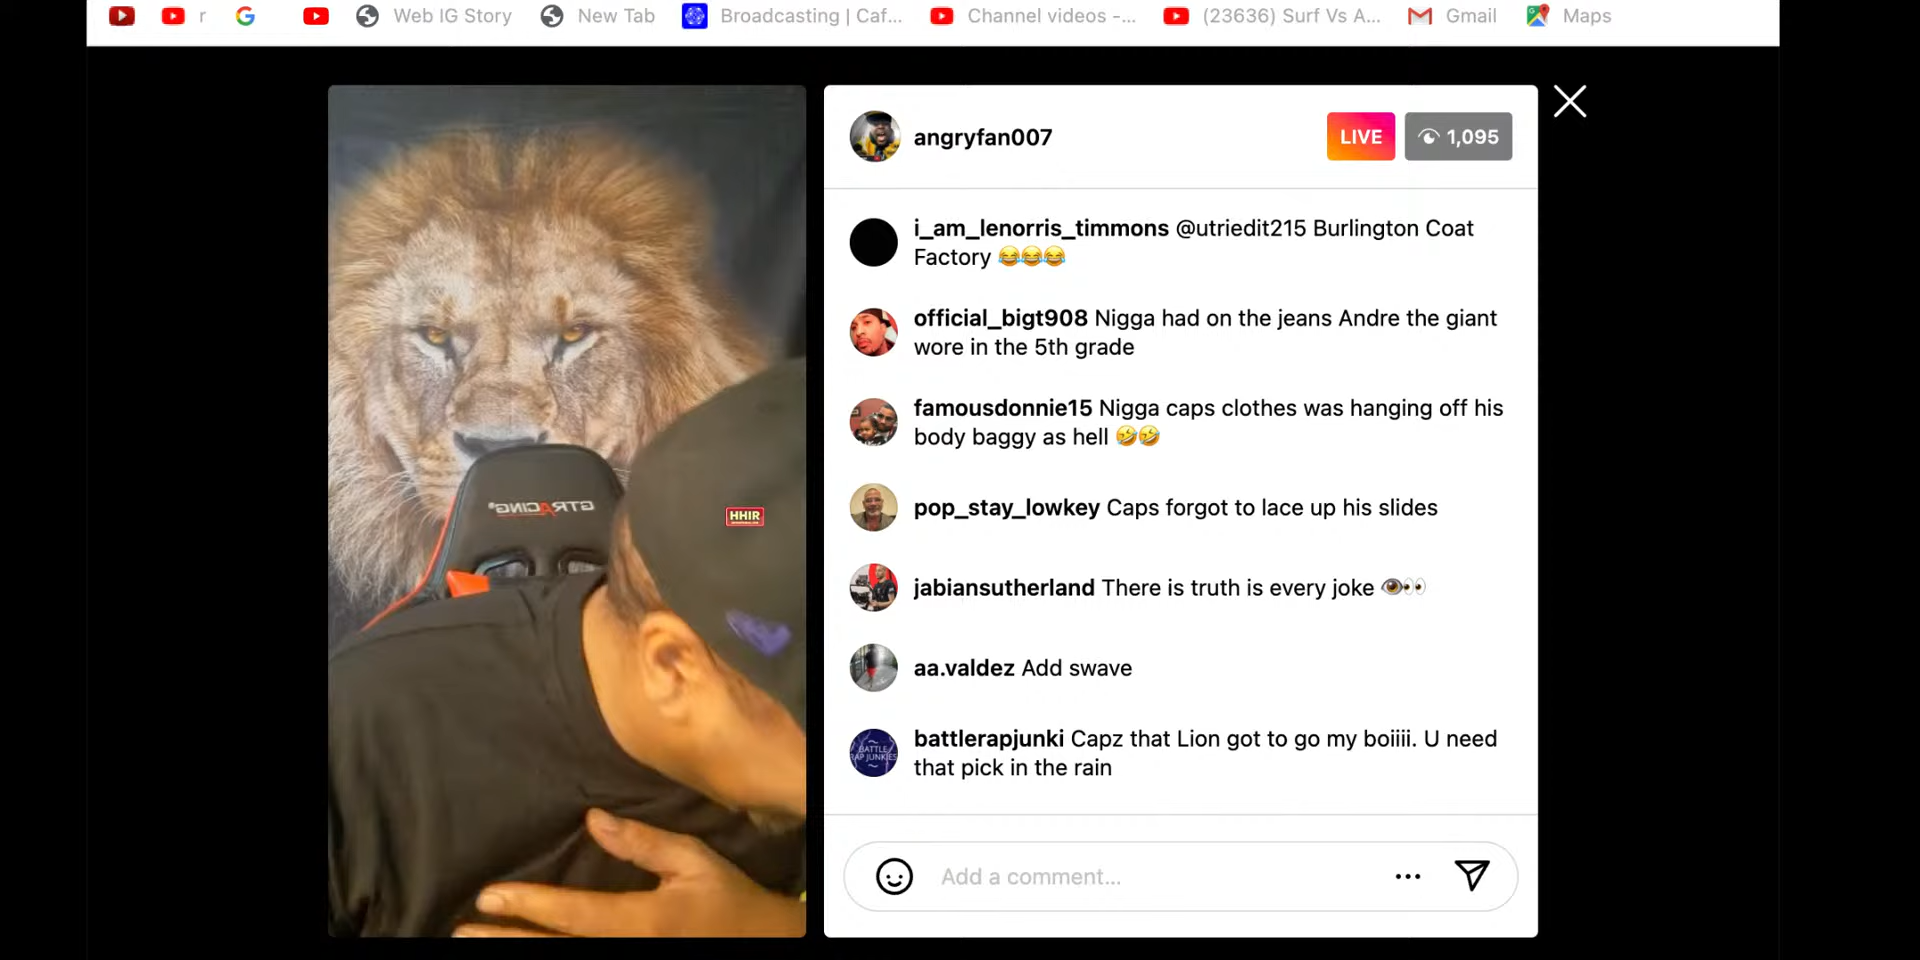 r
Web IG Story
New Tab
Broadcasting | Caf...
Channel videos -...
(23636) Surf Vs A...
Gmail
Maps
GTRACING
HHIR
angryfan007
LIVE
1,095
i_am_lenorris_timmons @utriedit215 Burlington Coat
Factory 😂😂😂
official_bigt908 Nigga had on the jeans Andre the giant
wore in the 5th grade
famousdonnie15 Nigga caps clothes was hanging off his
body baggy as hell 🤣🤣
pop_stay_lowkey Caps forgot to lace up his slides
jabiansutherland There is truth is every joke 👁️👀
aa.valdez Add swave
BATTLE
RAP JUNKIES
battlerapjunki Capz that Lion got to go my boiiii. U need
that pick in the rain
Add a comment...